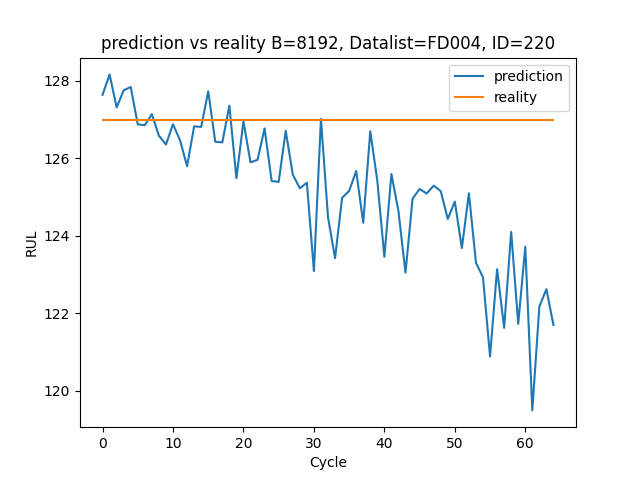 prediction vs reality B=8192, Datalist=FD004, ID=220
prediction
reality
128
126
124
122
120
RUL
0 10 20 30 40 50 60
Cycle